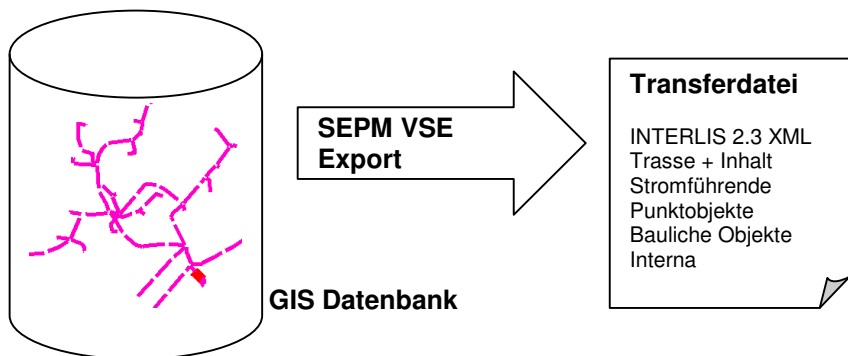 SEPM VSE
Export
GIS Datenbank
Transferdatei
INTERLIS 2.3 XML
Trasse + Inhalt
Stromführende
Punktobjekte
Bauliche Objekte
Interna